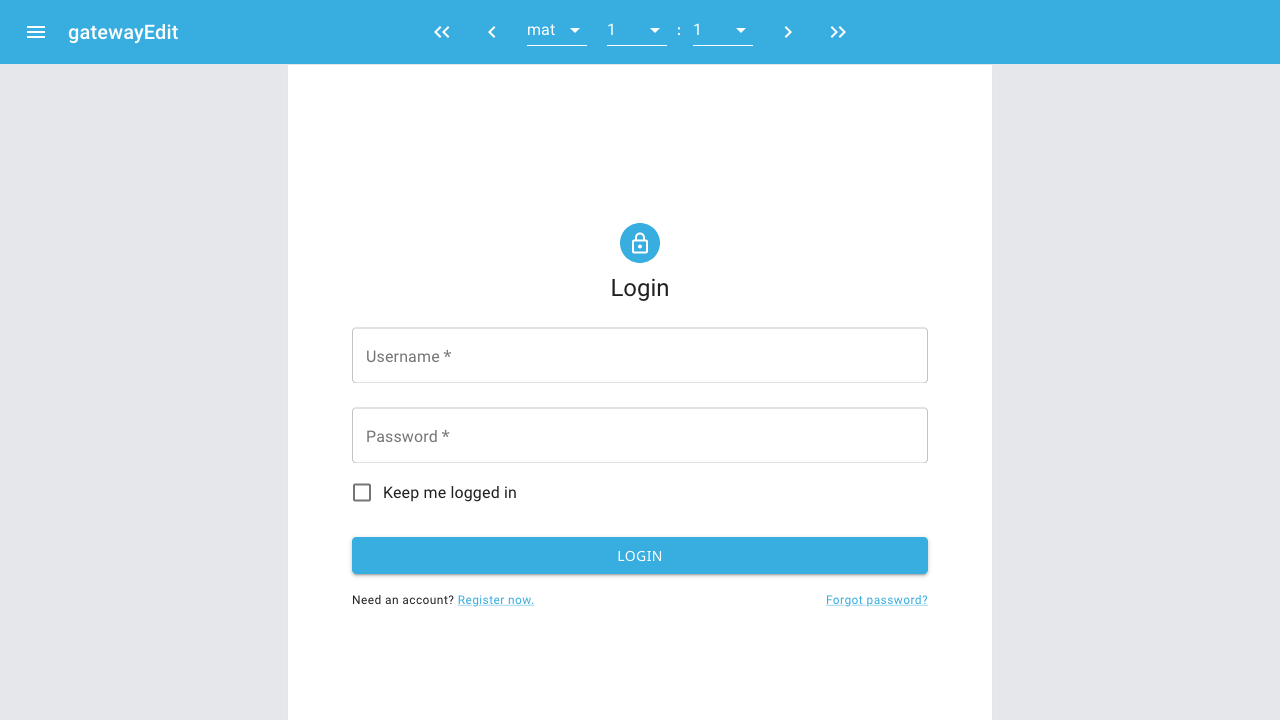 gatewayEdit
mat 1 : 1
Login
Username *
Password *
Keep me logged in
LOGIN
Need an account? Register now. Forgot password?